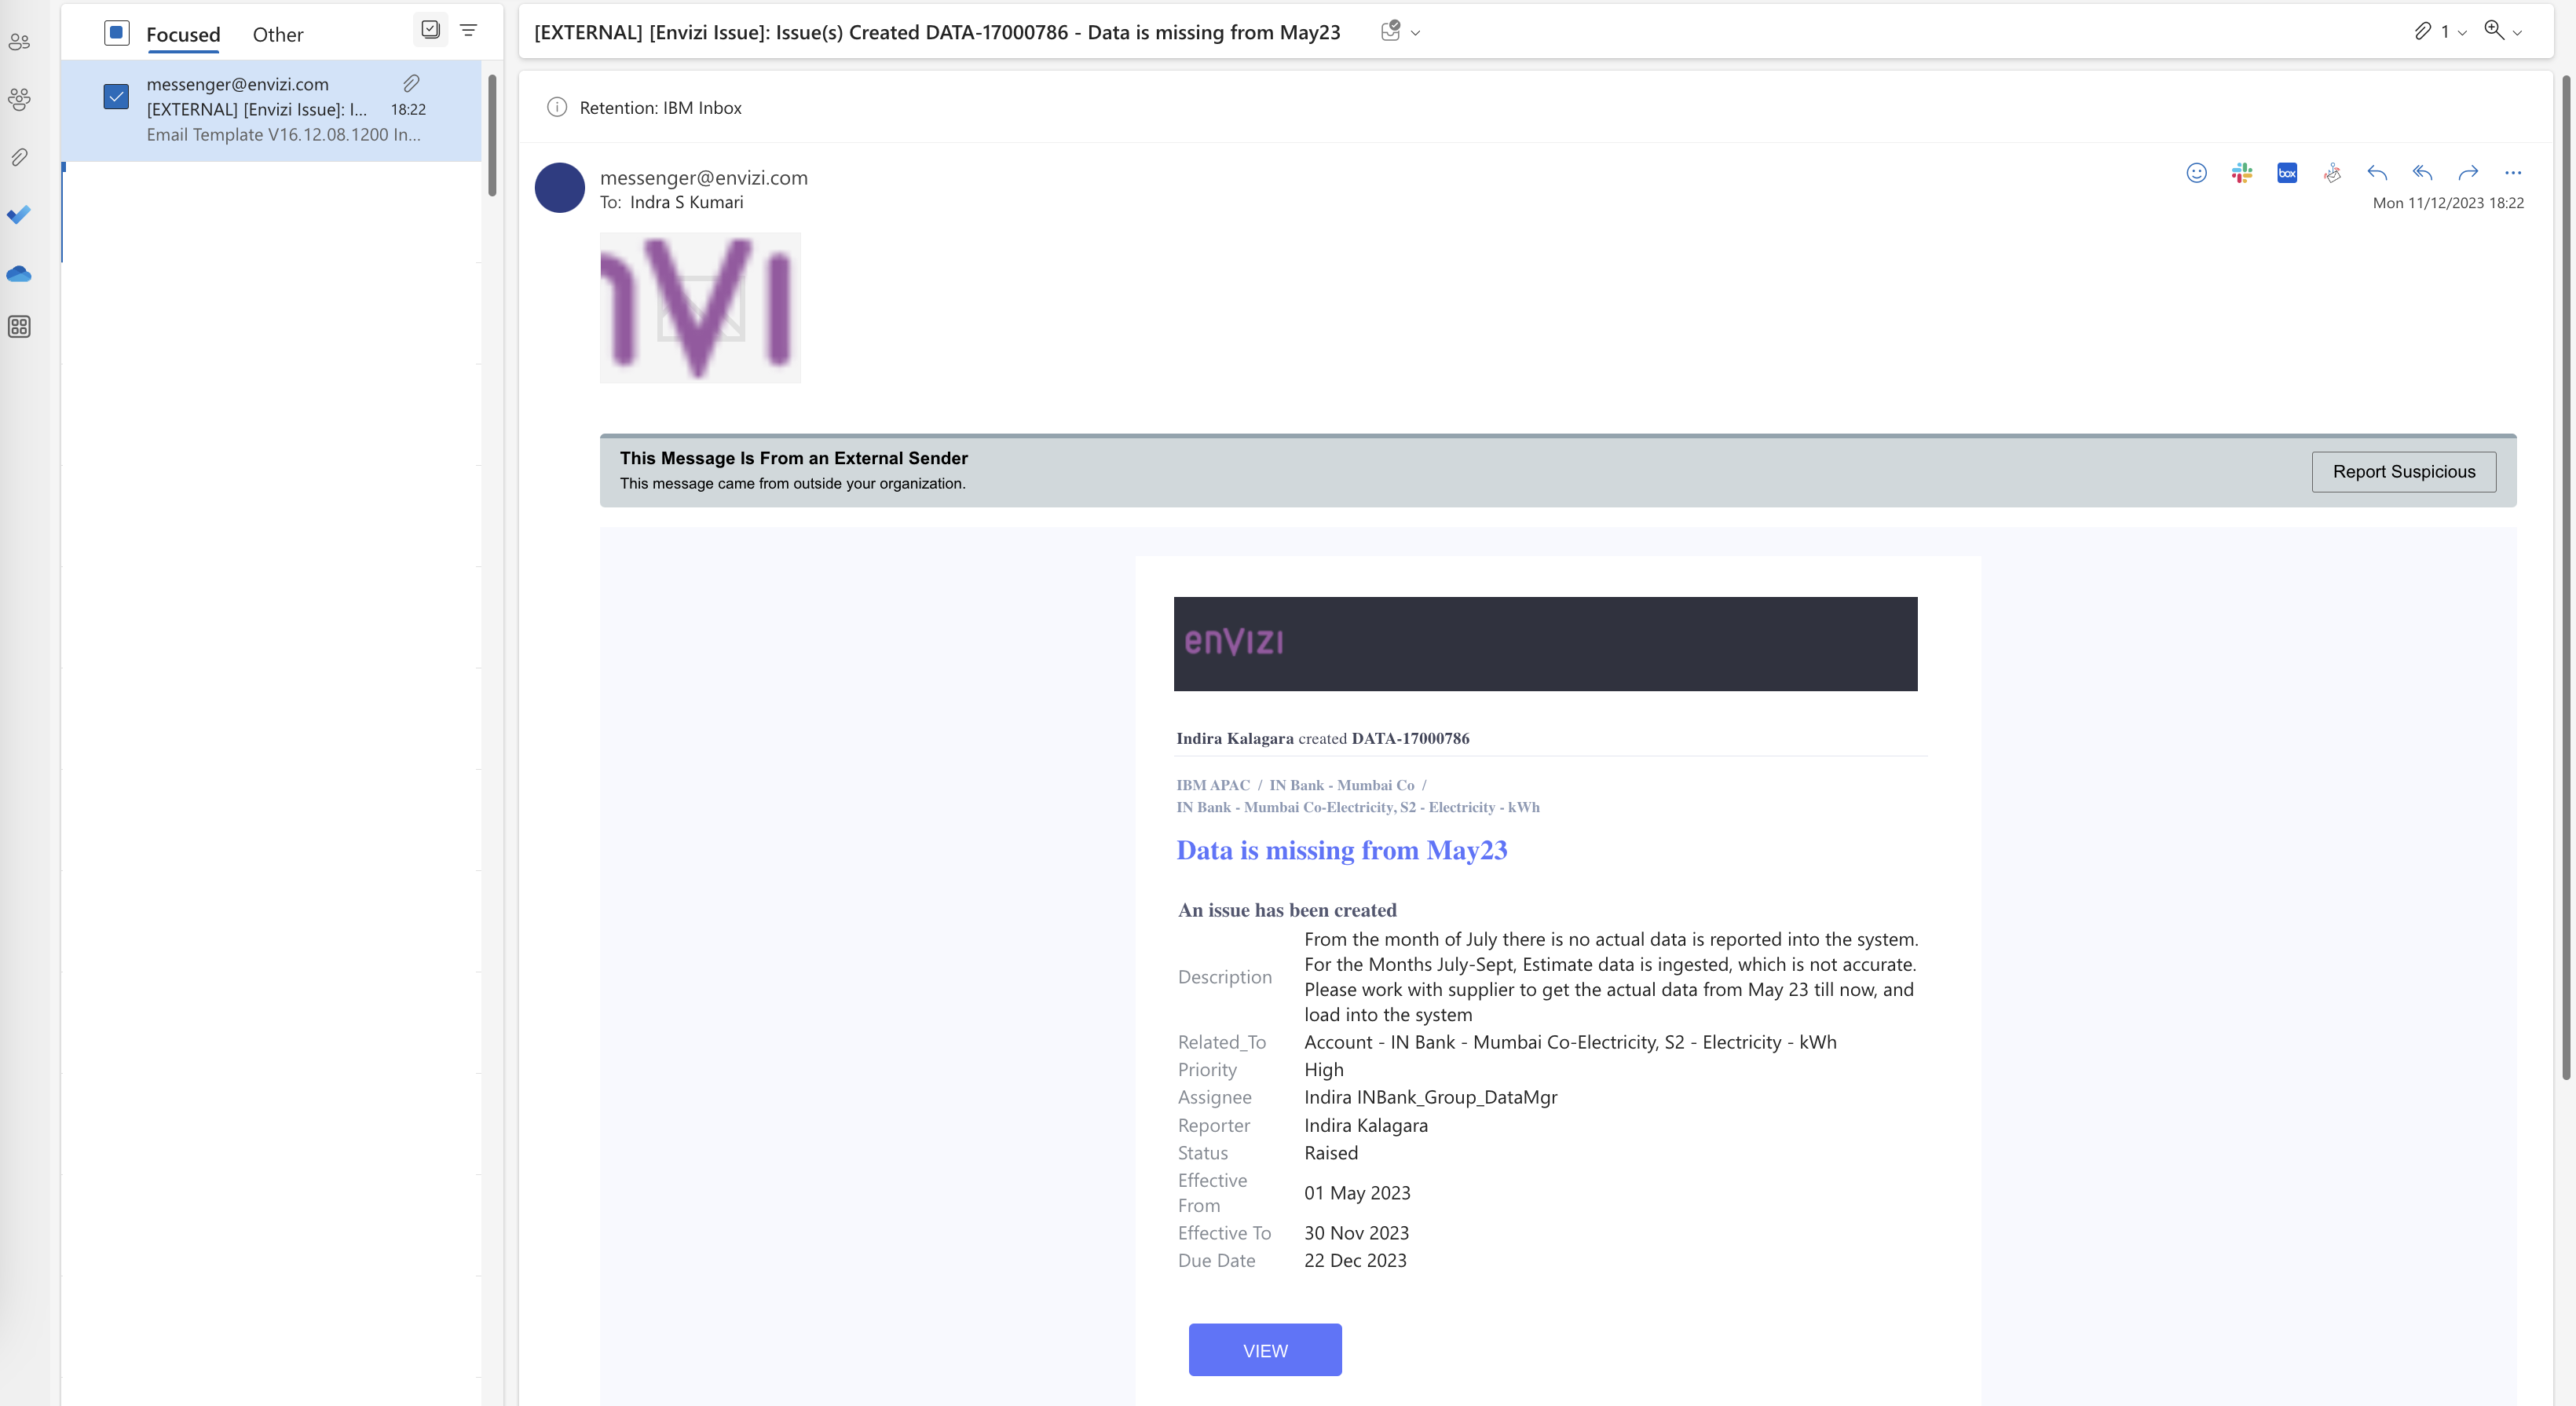 Focused Other
messenger@envizi.com
[EXTERNAL] [Envizi Issue]: I... 18:22
Email Template V16.12.08.1200 In...
[EXTERNAL] [Envizi Issue]: Issue(s) Created DATA-17000786 - Data is missing from May23
1
Retention: IBM Inbox
messenger@envizi.com
To: Indra S Kumari
box
Mon 11/12/2023 18:22
nVI
This Message Is From an External Sender
This message came from outside your organization.
Report Suspicious
enVIZI
Indira Kalagara created DATA-17000786
IBM APAC / IN Bank - Mumbai Co /
IN Bank - Mumbai Co-Electricity, S2 - Electricity - kWh
Data is missing from May23
An issue has been created
Description From the month of July there is no actual data is reported into the system.
For the Months July-Sept, Estimate data is ingested, which is not accurate.
Please work with supplier to get the actual data from May 23 till now, and
load into the system
Related_To Account - IN Bank - Mumbai Co-Electricity, S2 - Electricity - kWh
Priority High
Assignee Indira INBank_Group_DataMgr
Reporter Indira Kalagara
Status Raised
Effective
From 01 May 2023
Effective To 30 Nov 2023
Due Date 22 Dec 2023
VIEW